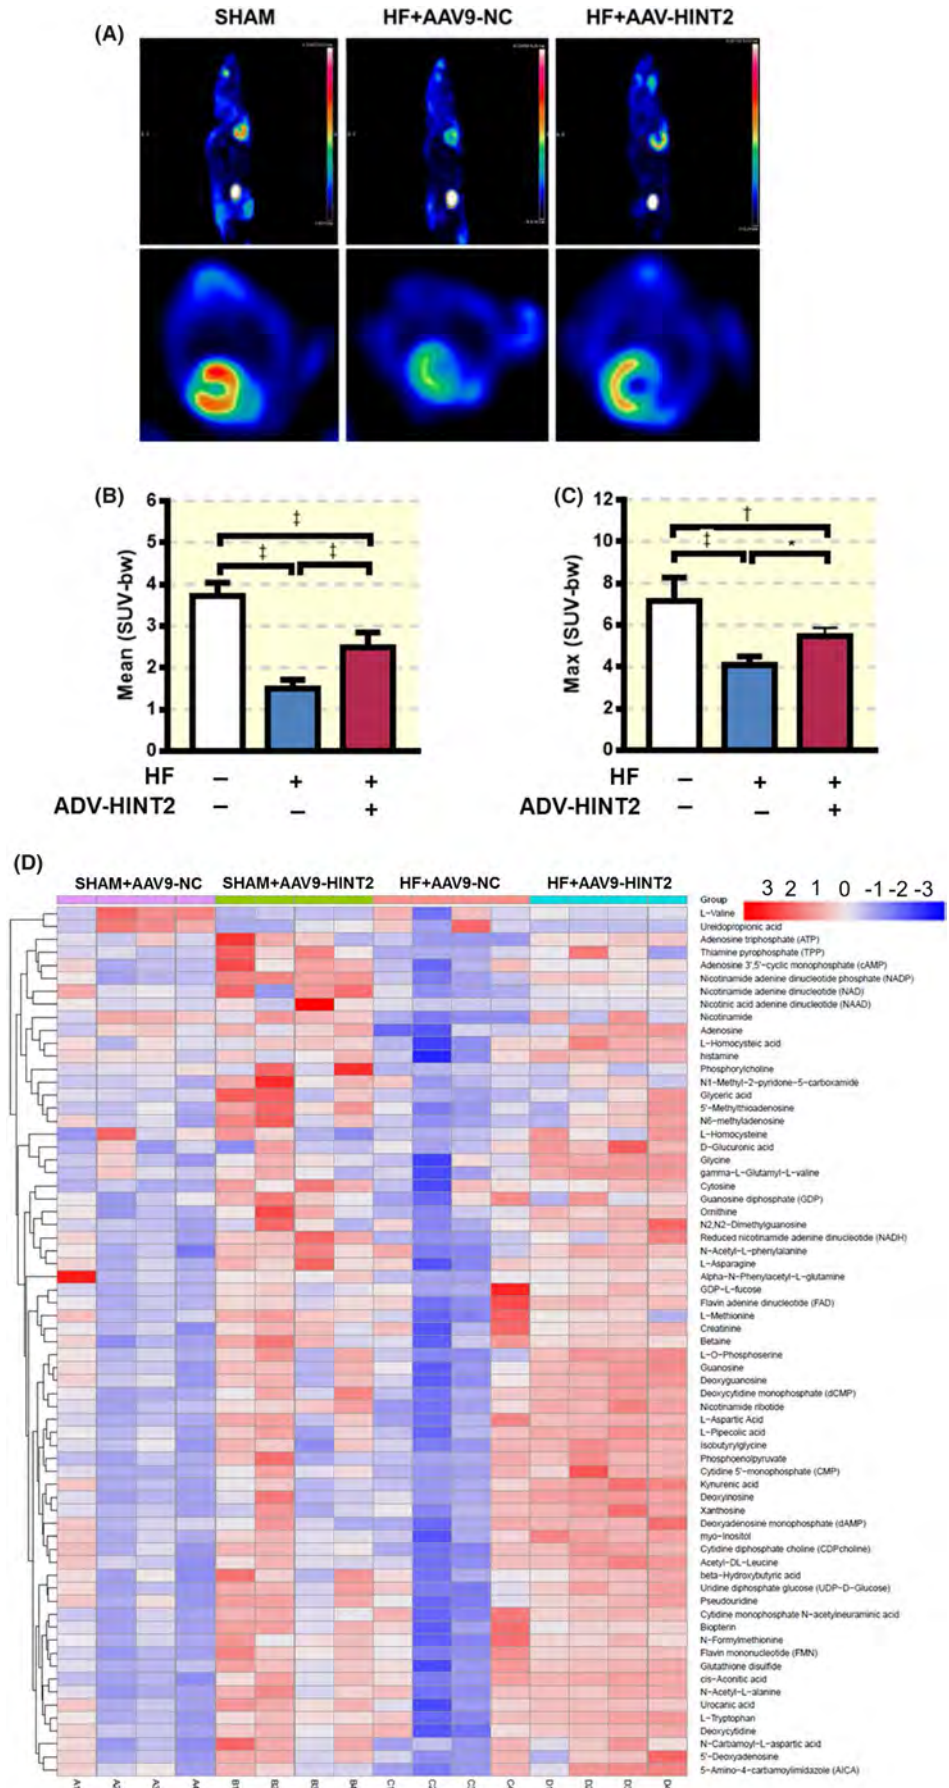 SHAM HF+AAV9-NC HF+AAV-HINT2
(A)
(B)
6
5
4
3
2
1
0
Mean (SUV-bw)
‡
‡ ‡
HF − + +
ADV-HINT2 − − +
(C)
12
10
8
6
4
2
0
Max (SUV-bw)
†
‡ *
HF − + +
ADV-HINT2 − − +
(D)
SHAM+AAV9-NC SHAM+AAV9-HINT2 HF+AAV9-NC HF+AAV9-HINT2
Group
3 2 1 0 -1 -2 -3
L-Valine
Ureidopropionic acid
Adenosine triphosphate (ATP)
Thiamine pyrophosphate (TPP)
Adenosine 3',5'-cyclic monophosphate (cAMP)
Nicotinamide adenine dinucleotide phosphate (NADP)
Nicotinamide adenine dinucleotide (NAD)
Nicotinic acid adenine dinucleotide (NAAD)
Nicotinamide
Adenosine
L-Homocysteic acid
histamine
Phosphorylcholine
N1-Methyl-2-pyridone-5-carboxamide
Glyceric acid
5'-Methylthioadenosine
N6-methyladenosine
L-Homocysteine
D-Glucuronic acid
Glycine
gamma-L-Glutamyl-L-valine
Cytosine
Guanosine diphosphate (GDP)
Ornithine
N2,N2-Dimethylguanosine
Reduced nicotinamide adenine dinucleotide (NADH)
N-Acetyl-L-phenylalanine
L-Asparagine
Alpha-N-Phenylacetyl-L-glutamine
GDP-L-fucose
Flavin adenine dinucleotide (FAD)
L-Methionine
Creatinine
Betaine
L-O-Phosphoserine
Guanosine
Deoxyguanosine
Deoxycytidine monophosphate (dCMP)
Nicotinamide ribotide
L-Aspartic Acid
L-Pipecolic acid
Isobutyrylglycine
Phosphoenolpyruvate
Cytidine 5'-monophosphate (CMP)
Kynurenic acid
Deoxyinosine
Xanthosine
Deoxyadenosine monophosphate (dAMP)
myo-Inositol
Cytidine diphosphate choline (CDPcholine)
Acetyl-DL-Leucine
beta-Hydroxybutyric acid
Uridine diphosphate glucose (UDP-D-Glucose)
Pseudouridine
Cytidine monophosphate N-acetylneuraminic acid
Biopterin
N-Formylmethionine
Flavin mononucleotide (FMN)
Glutathione disulfide
cis-Aconitic acid
N-Acetyl-L-alanine
Urocanic acid
L-Tryptophan
Deoxycytidine
N-Carbamoyl-L-aspartic acid
5'-Deoxyadenosine
5-Amino-4-carbamoylimidazole (AICA)